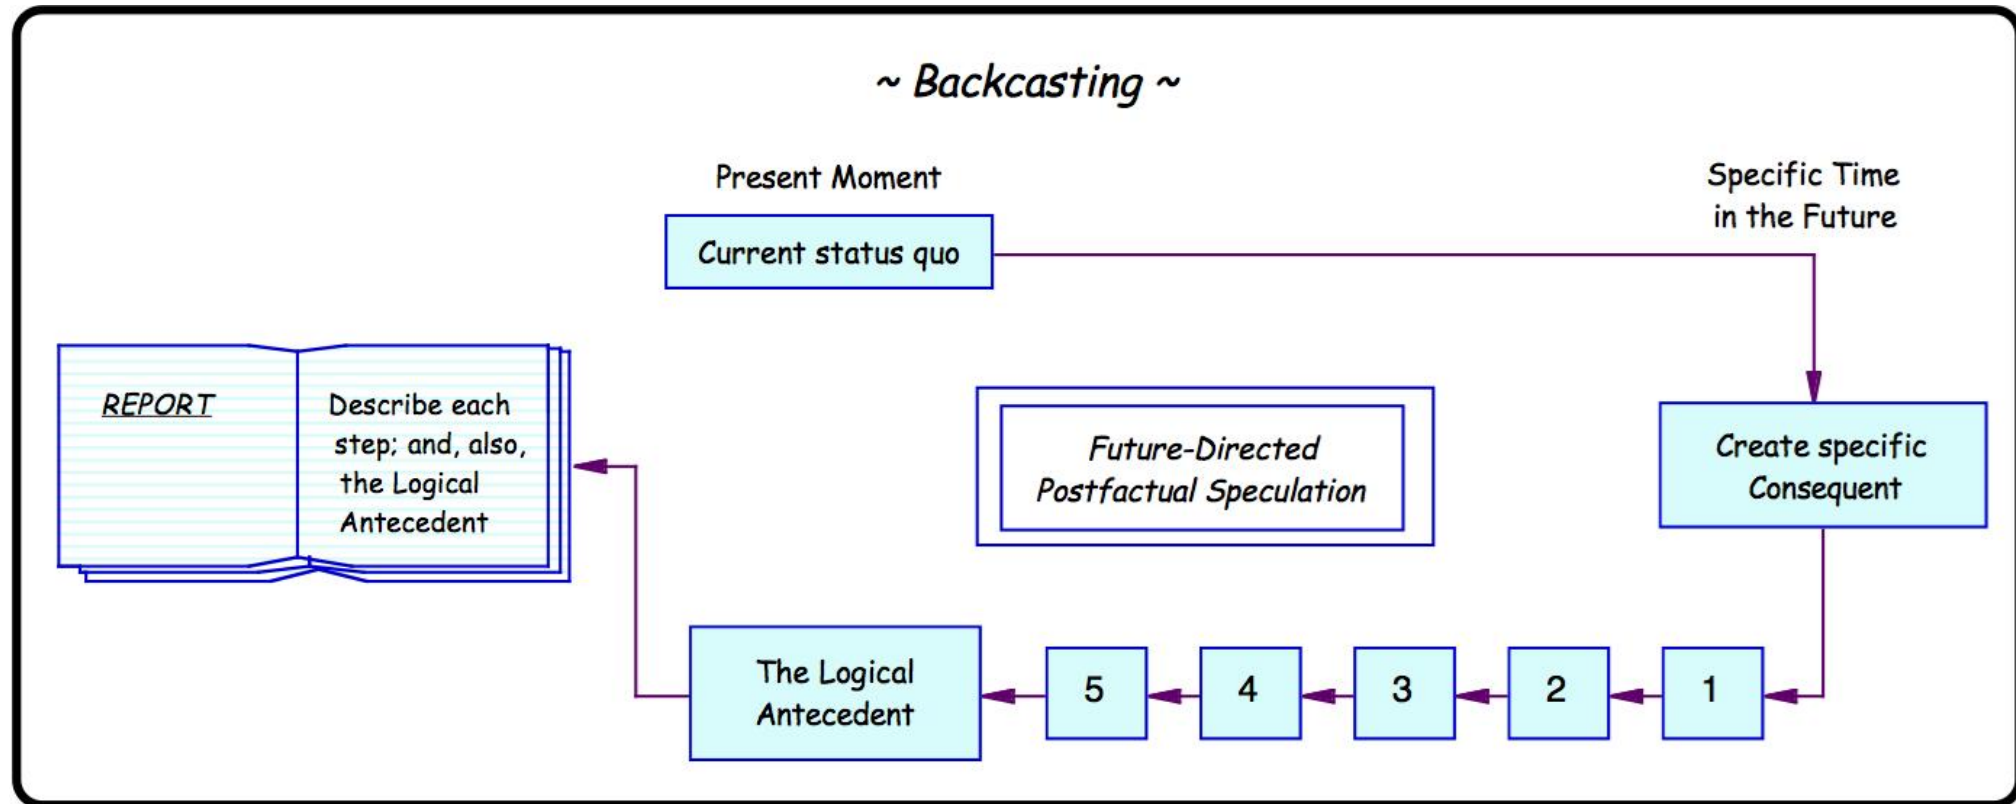 ~ Backcasting ~
Present Moment
Current status quo
Specific Time
in the Future
REPORT
Describe each
step; and, also,
the Logical
Antecedent
Future-Directed
Postfactual Speculation
Create specific
Consequent
The Logical
Antecedent
5
4
3
2
1